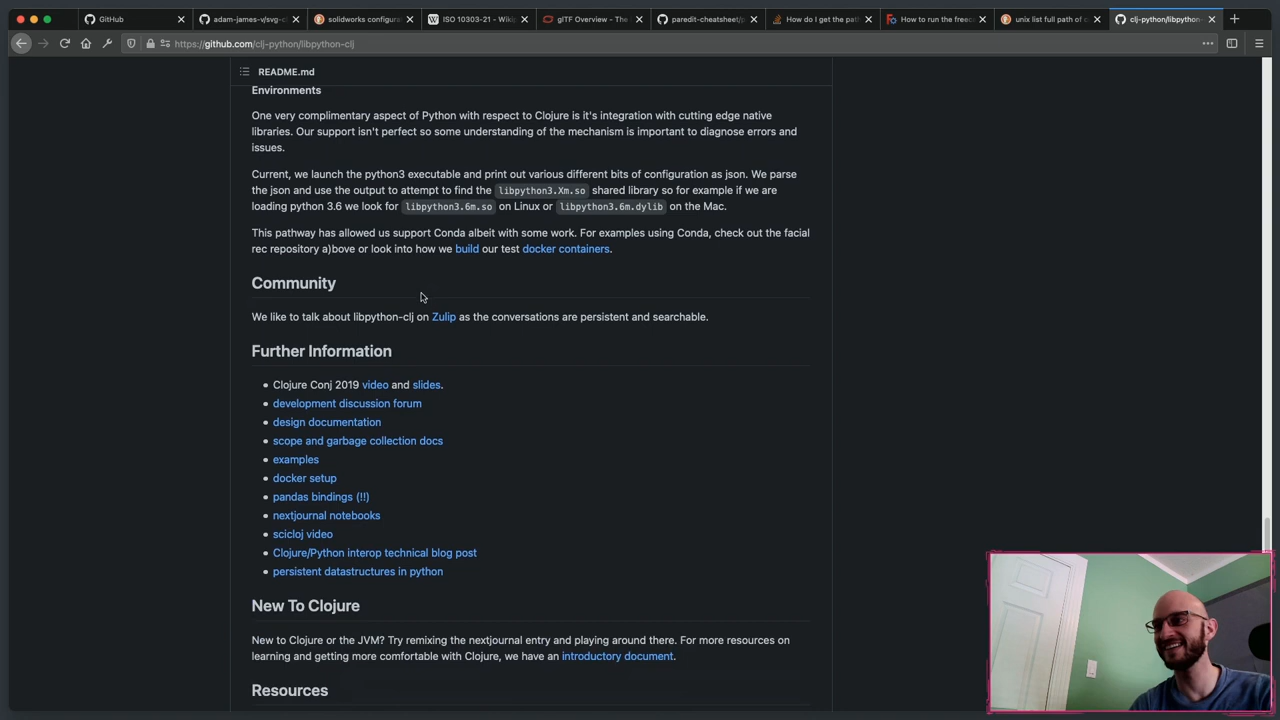 GitHub
adam-james-v/svg-c
solidworks configura
ISO 10303-21 - Wiki
glTF Overview - The
paredit-cheatsheet/p
How do I get the pat
How to run the freec
unix list full path of
clj-python/libpython-
https://github.com/clj-python/libpython-clj
README.md
Environments
One very complimentary aspect of Python with respect to Clojure is it's integration with cutting edge native
libraries. Our support isn't perfect so some understanding of the mechanism is important to diagnose errors and
issues.
Current, we launch the python3 executable and print out various different bits of configuration as json. We parse
the json and use the output to attempt to find the libpython3.Xm.so shared library so for example if we are
loading python 3.6 we look for libpython3.6m.so on Linux or libpython3.6m.dylib on the Mac.
This pathway has allowed us support Conda albeit with some work. For examples using Conda, check out the facial
rec repository a)bove or look into how we build our test docker containers.
Community
We like to talk about libpython-clj on Zulip as the conversations are persistent and searchable.
Further Information
• Clojure Conj 2019 video and slides.
• development discussion forum
• design documentation
• scope and garbage collection docs
• examples
• docker setup
• pandas bindings (!!)
• nextjournal notebooks
• scicloj video
• Clojure/Python interop technical blog post
• persistent datastructures in python
New To Clojure
New to Clojure or the JVM? Try remixing the nextjournal entry and playing around there. For more resources on
learning and getting more comfortable with Clojure, we have an introductory document.
Resources